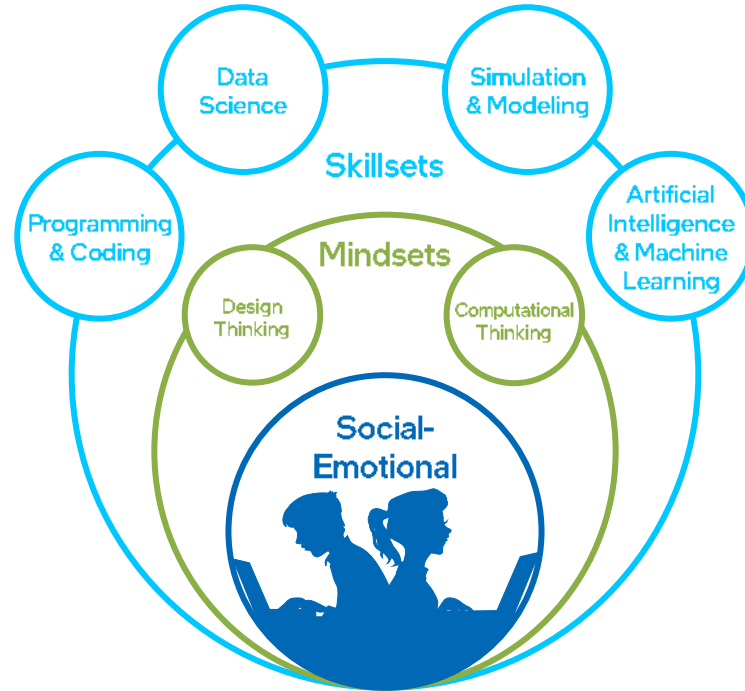 Data
Science
Simulation
& Modeling
Skillsets
Programming
& Coding
Artificial
Intelligence
& Machine
Learning
Mindsets
Design
Thinking
Computational
Thinking
Social-
Emotional